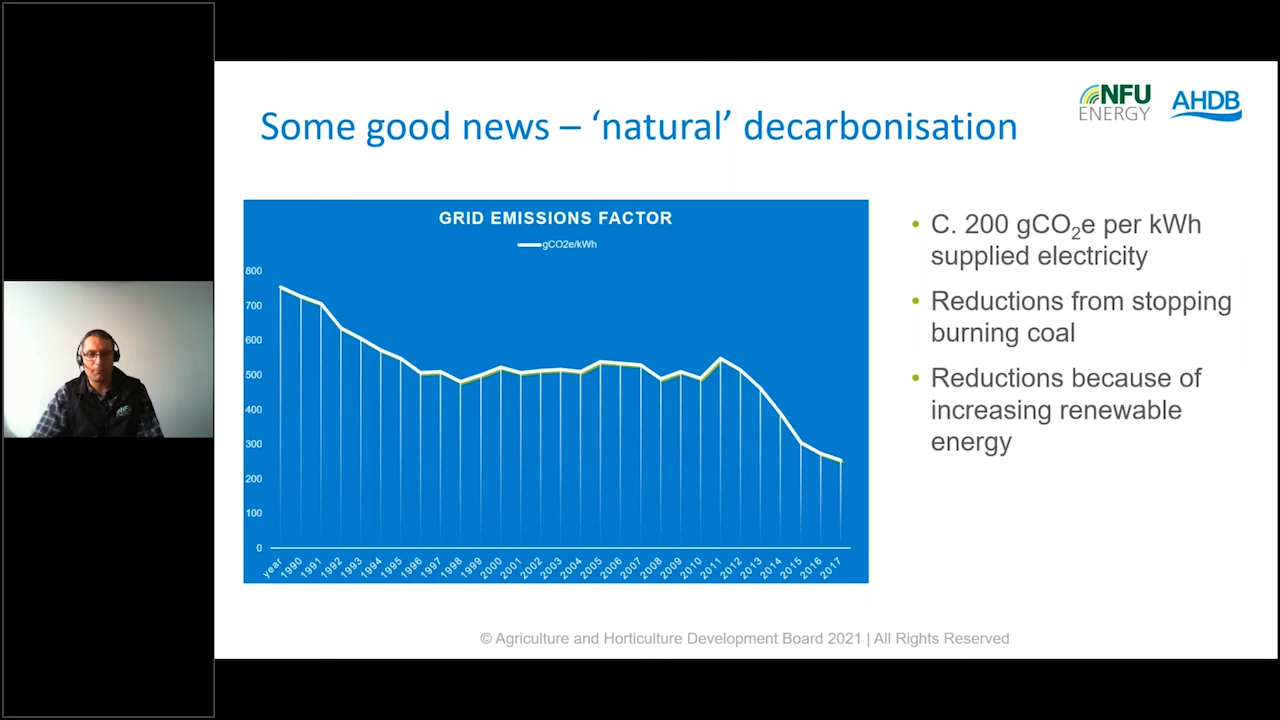 NFU
ENERGY
AHDB
Some good news – ‘natural’ decarbonisation
GRID EMISSIONS FACTOR
gCO2e/kWh
800
700
600
500
400
300
200
100
0
year 1990 1991 1992 1993 1994 1995 1996 1997 1998 1999 2000 2001 2002 2003 2004 2005 2006 2007 2008 2009 2010 2011 2012 2013 2014 2015 2016 2017
• C. 200 gCO₂e per kWh
supplied electricity
• Reductions from stopping
burning coal
• Reductions because of
increasing renewable
energy
© Agriculture and Horticulture Development Board 2021 | All Rights Reserved
NFU